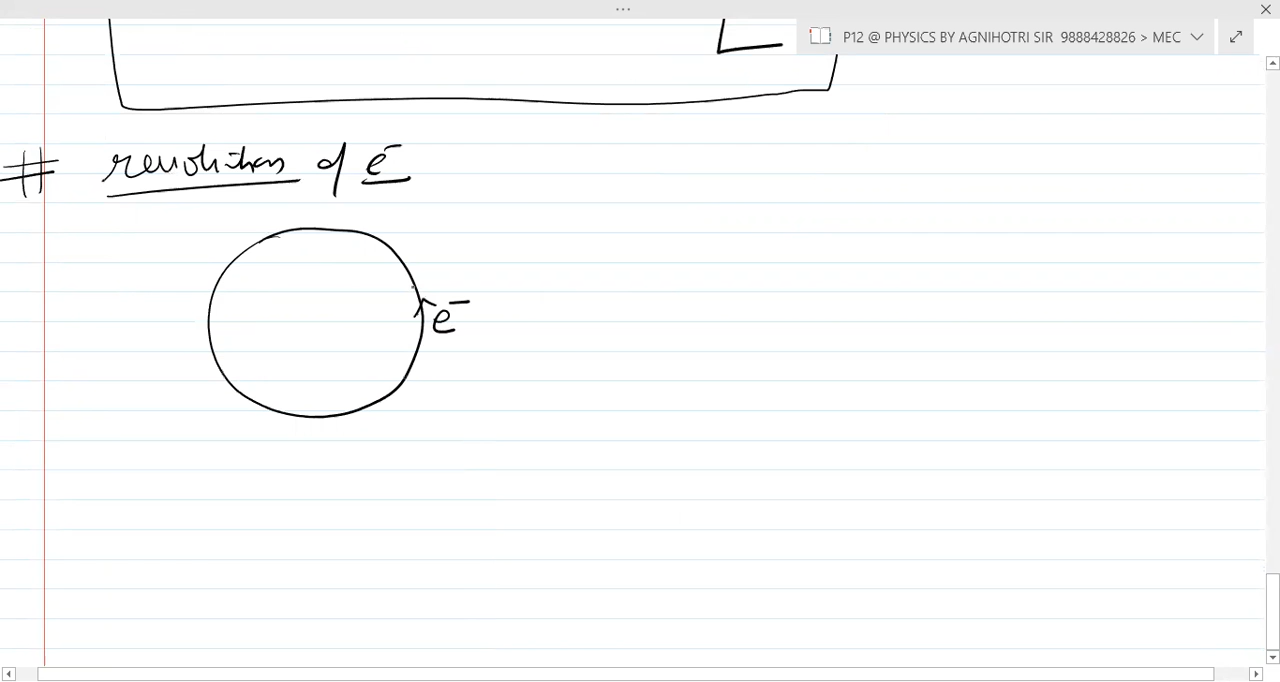 P12 @ PHYSICS BY AGNIHOTRI SIR 9888428826 > MEC
# revolution of e⁻
e⁻